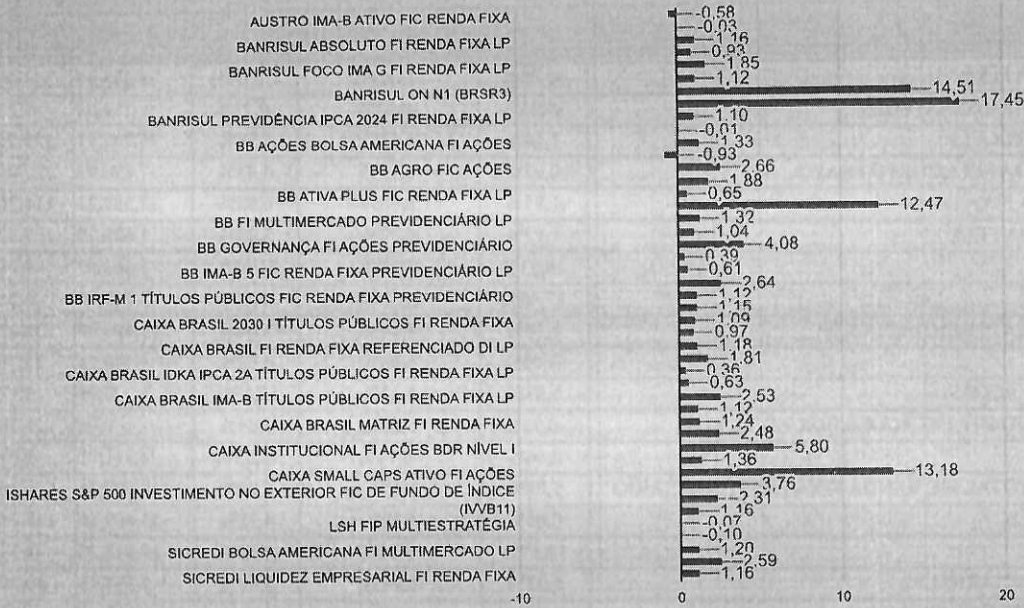 AUSTRO IMA-B ATIVO FIC RENDA FIXA
-0,58
-0,03
BANRISUL ABSOLUTO FI RENDA FIXA LP
1,16
0,93
BANRISUL FOCO IMA G FI RENDA FIXA LP
1,85
1,12
BANRISUL ON N1 (BRSR3)
14,51
17,45
BANRISUL PREVIDÊNCIA IPCA 2024 FI RENDA FIXA LP
1,10
-0,01
BB AÇÕES BOLSA AMERICANA FI AÇÕES
1,33
-0,93
BB AGRO FIC AÇÕES
2,66
1,88
BB ATIVA PLUS FIC RENDA FIXA LP
0,65
12,47
BB FI MULTIMERCADO PREVIDENCIÁRIO LP
1,32
1,04
BB GOVERNANÇA FI AÇÕES PREVIDENCIÁRIO
4,08
0,39
BB IMA-B 5 FIC RENDA FIXA PREVIDENCIÁRIO LP
0,61
2,64
BB IRF-M 1 TÍTULOS PÚBLICOS FIC RENDA FIXA PREVIDENCIÁRIO
1,12
1,15
CAIXA BRASIL 2030 I TÍTULOS PÚBLICOS FI RENDA FIXA
1,09
0,97
CAIXA BRASIL FI RENDA FIXA REFERENCIADO DI LP
1,18
1,81
CAIXA BRASIL IDKA IPCA 2A TÍTULOS PÚBLICOS FI RENDA FIXA LP
0,36
0,63
CAIXA BRASIL IMA-B TÍTULOS PÚBLICOS FI RENDA FIXA LP
2,53
1,12
CAIXA BRASIL MATRIZ FI RENDA FIXA
1,24
2,48
CAIXA INSTITUCIONAL FI AÇÕES BDR NÍVEL I
5,80
1,36
CAIXA SMALL CAPS ATIVO FI AÇÕES
13,18
3,76
ISHARES S&P 500 INVESTIMENTO NO EXTERIOR FIC DE FUNDO DE ÍNDICE
(IVVB11)
2,31
1,16
LSH FIP MULTIESTRATÉGIA
-0,07
-0,10
SICREDI BOLSA AMERICANA FI MULTIMERCADO LP
1,20
2,59
SICREDI LIQUIDEZ EMPRESARIAL FI RENDA FIXA
1,16
-10
0
10
20